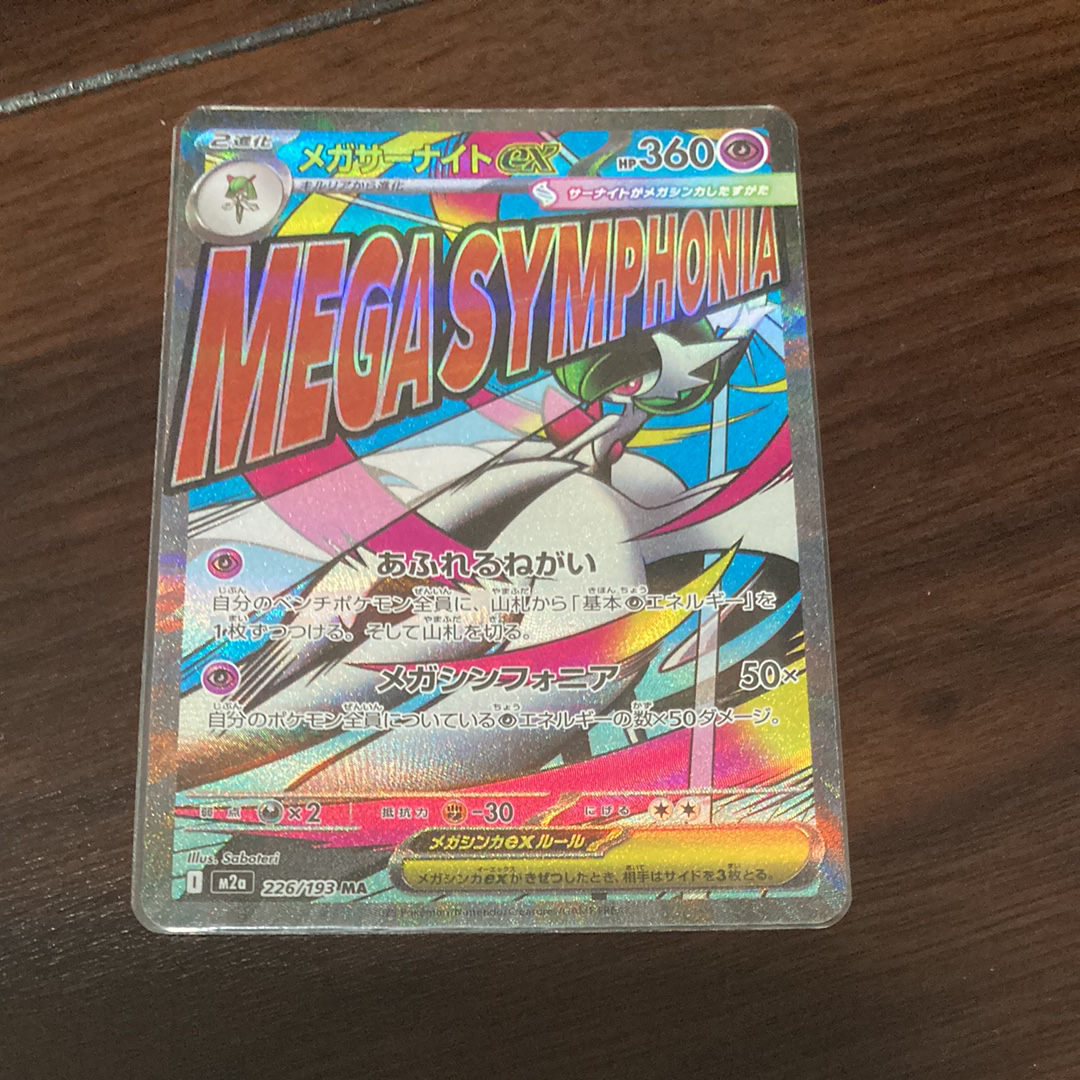 2進化
メガサーナイトex
HP360
キルリアから進化
サーナイトがメガシンカしたすがた
MEGA SYMPHONIA
あふれるねがい
自分のベンチポケモン全員に、山札から「基本エネルギー」を
1枚ずつつける。そして山札を切る。
メガシンフォニア 50×
自分のポケモン全員についているエネルギーの数×50ダメージ。
弱点 ×2 抵抗力 -30 にげる
メガシンカexルール
メガシンカexがきぜつしたとき、相手はサイドを3枚とる。
Illus. Saboteri
I m2a 226/193 MA